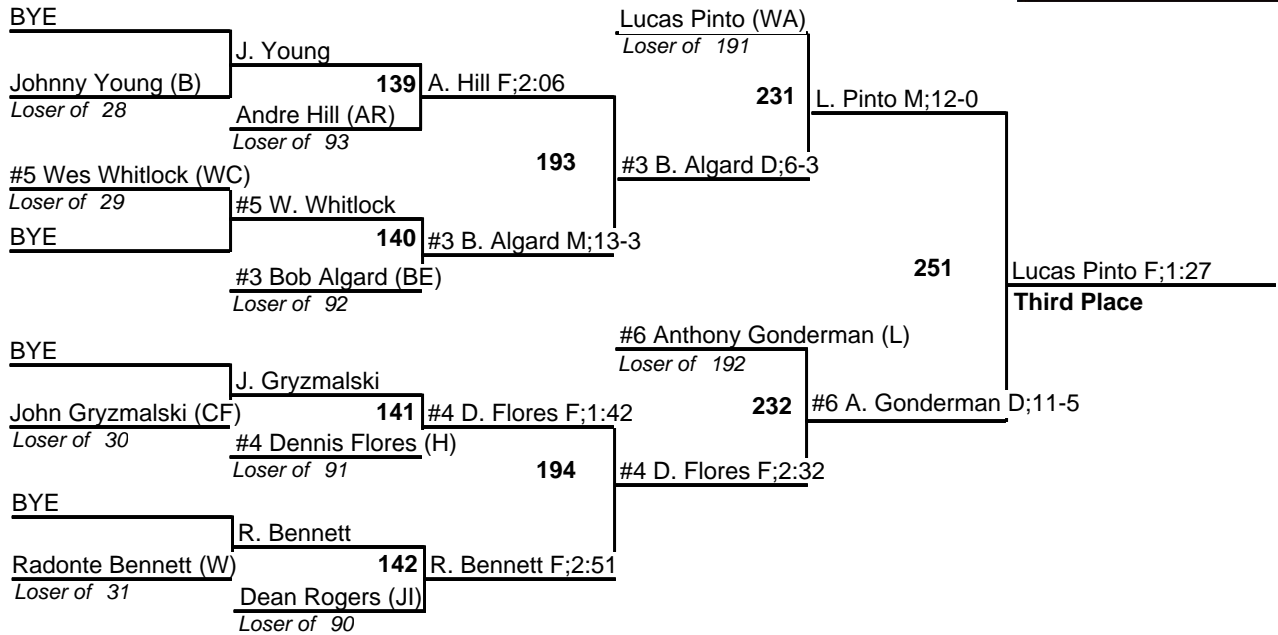 BYE
Lucas Pinto (WA)
Loser of 191
J. Young
Johnny Young (B)
Loser of 28
139
A. Hill F;2:06
Andre Hill (AR)
Loser of 93
231
L. Pinto M;12-0
193
#3 B. Algard D;6-3
#5 Wes Whitlock (WC)
Loser of 29
#5 W. Whitlock
BYE
140
#3 B. Algard M;13-3
#3 Bob Algard (BE)
Loser of 92
251
Lucas Pinto F;1:27
Third Place
#6 Anthony Gonderman (L)
Loser of 192
BYE
J. Gryzmalski
John Gryzmalski (CF)
Loser of 30
141
#4 D. Flores F;1:42
#4 Dennis Flores (H)
Loser of 91
232
#6 A. Gonderman D;11-5
194
#4 D. Flores F;2:32
BYE
R. Bennett
Radonte Bennett (W)
Loser of 31
142
R. Bennett F;2:51
Dean Rogers (JI)
Loser of 90